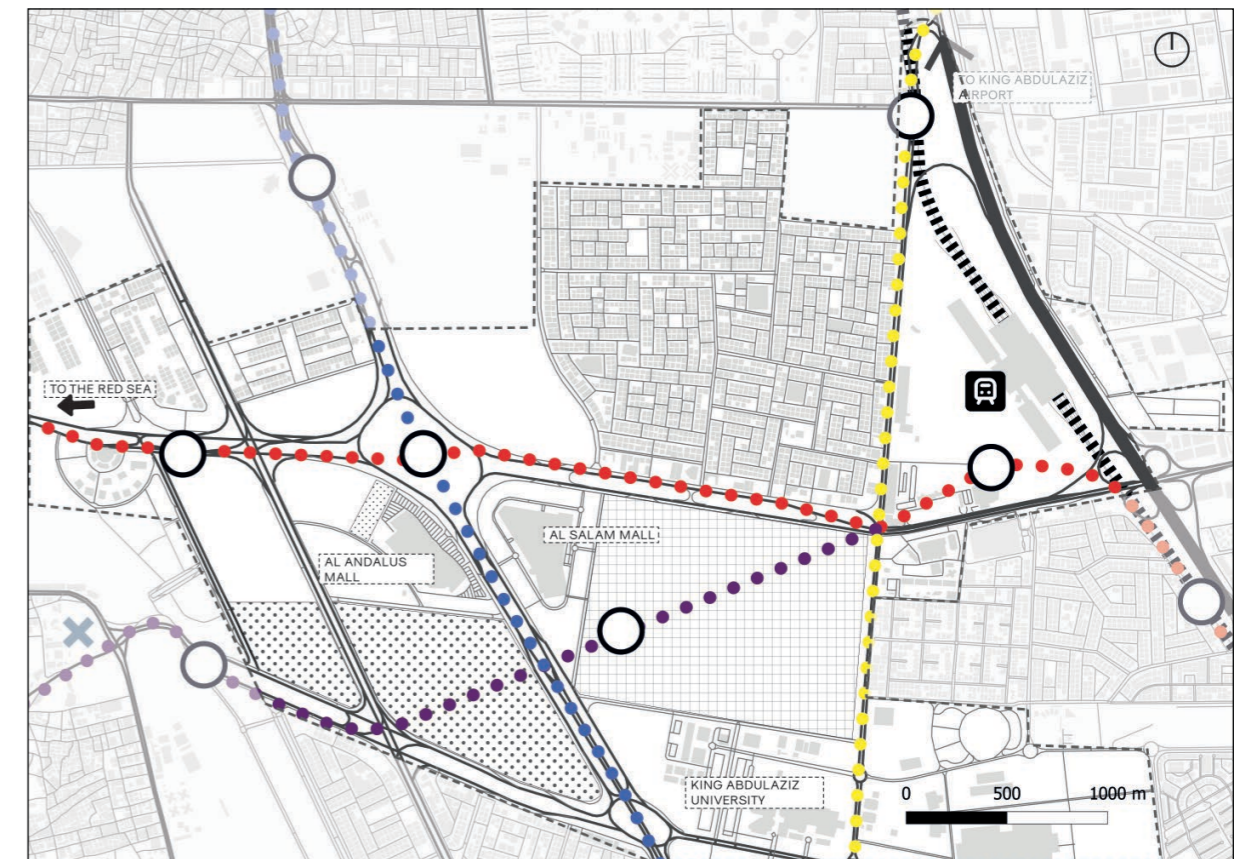 TO KING ABDULAZIZ
AIRPORT
TO THE RED SEA
AL SALAM MALL
AL ANDALUS
MALL
KING ABDULAZIZ
UNIVERSITY
0 500 1000 m